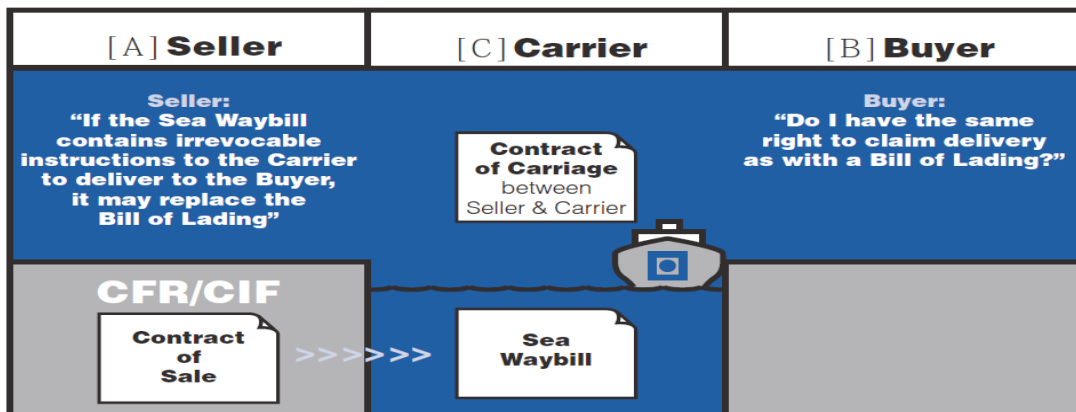 [A] Seller
[C] Carrier
[B] Buyer
Seller:
“If the Sea Waybill
contains irrevocable
instructions to the Carrier
to deliver to the Buyer,
it may replace the
Bill of Lading”
Contract
of Carriage
between
Seller & Carrier
Buyer:
“Do I have the same
right to claim delivery
as with a Bill of Lading?”
CFR/CIF
Contract
of
Sale
>>>>>>
Sea
Waybill